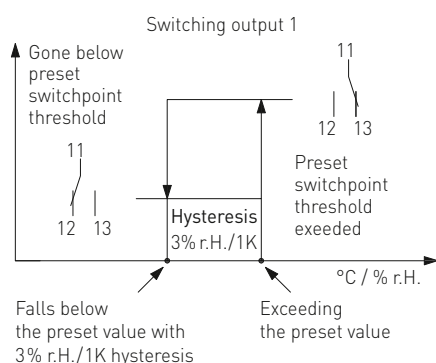 Switching output 1
Gone below
preset
switchpoint
threshold
11
12 13
11
12 13
Preset
switchpoint
threshold
exeeded
Hysteresis
3% r.H./1K
°C / % r.H.
Falls below
the preset value with
3% r.H./1K hysteresis
Exceeding
the preset value